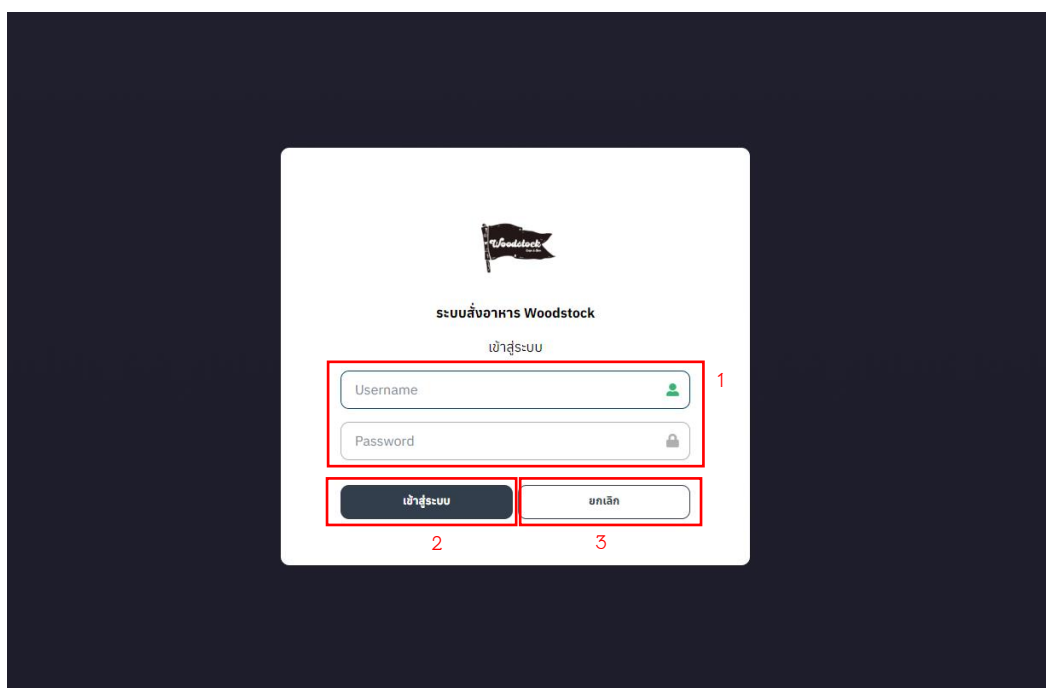 Woodstock
ระบบสั่งอาหาร Woodstock
เข้าสู่ระบบ
Username
1
Password
เข้าสู่ระบบ
ยกเลิก
2
3